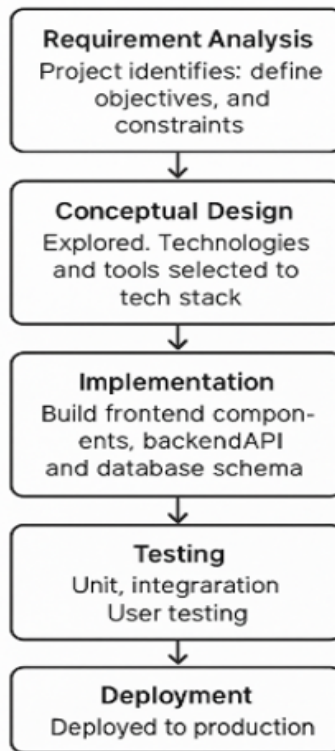 Requirement Analysis
Project identifies: define
objectives, and
constraints
Conceptual Design
Explored. Technologies
and tools selected to
tech stack
Implementation
Build frontend compon-
ents, backendAPI
and database schema
Testing
Unit, integraration
User testing
Deployment
Deployed to production